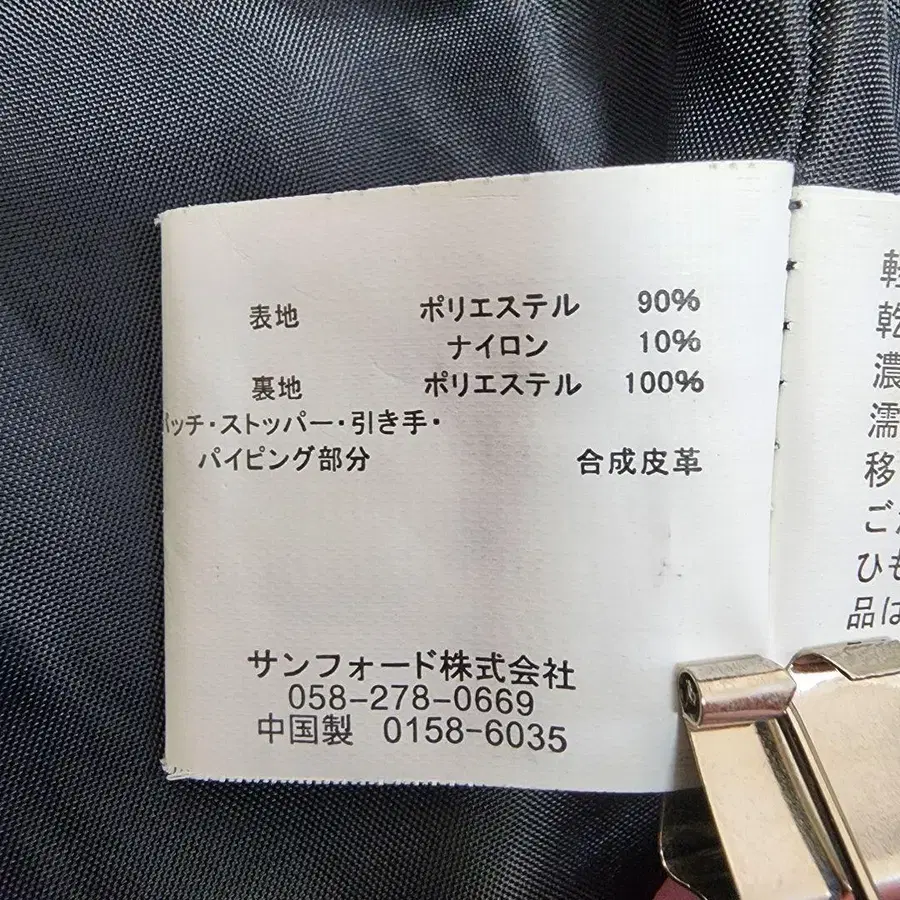 表地 ポリエステル 90%
ナイロン 10%
裏地 ポリエステル 100%
ッチ・ストッパー・引き手・
パイピング部分 合成皮革
サンフォード株式会社
058-278-0669
中国製 0158-6035
軽
乾
濃
濡
移
ご
ひも
品は